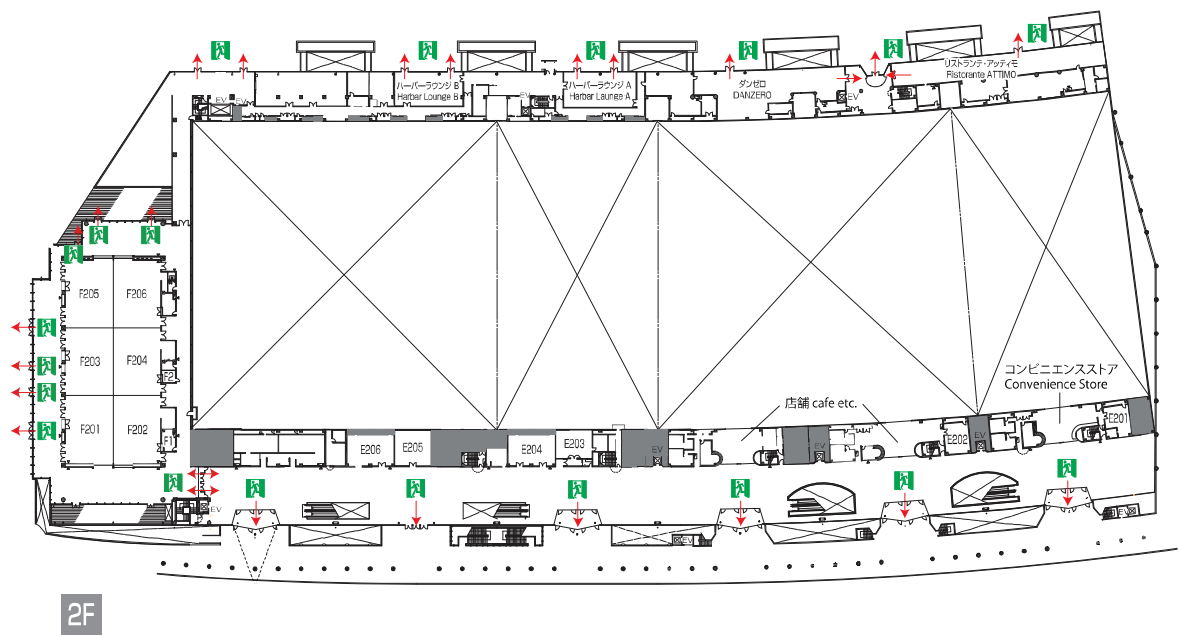 リストランテ・アッティモ
Ristorante ATTIMO
ハーバーラウンジ B
Harbar Lounge B
ハーバーラウンジ A
Harbar Launge A
ダンゼロ
DANZERO
EV
EV
EV
EV
F205
F206
F203
F204
F2
F201
F202
F1
コンビニエンスストア
Convenience Store
店舗 cafe etc.
E201
E202
E203
E204
E205
E206
EV
EV
EV
EV
EV
EV
2F